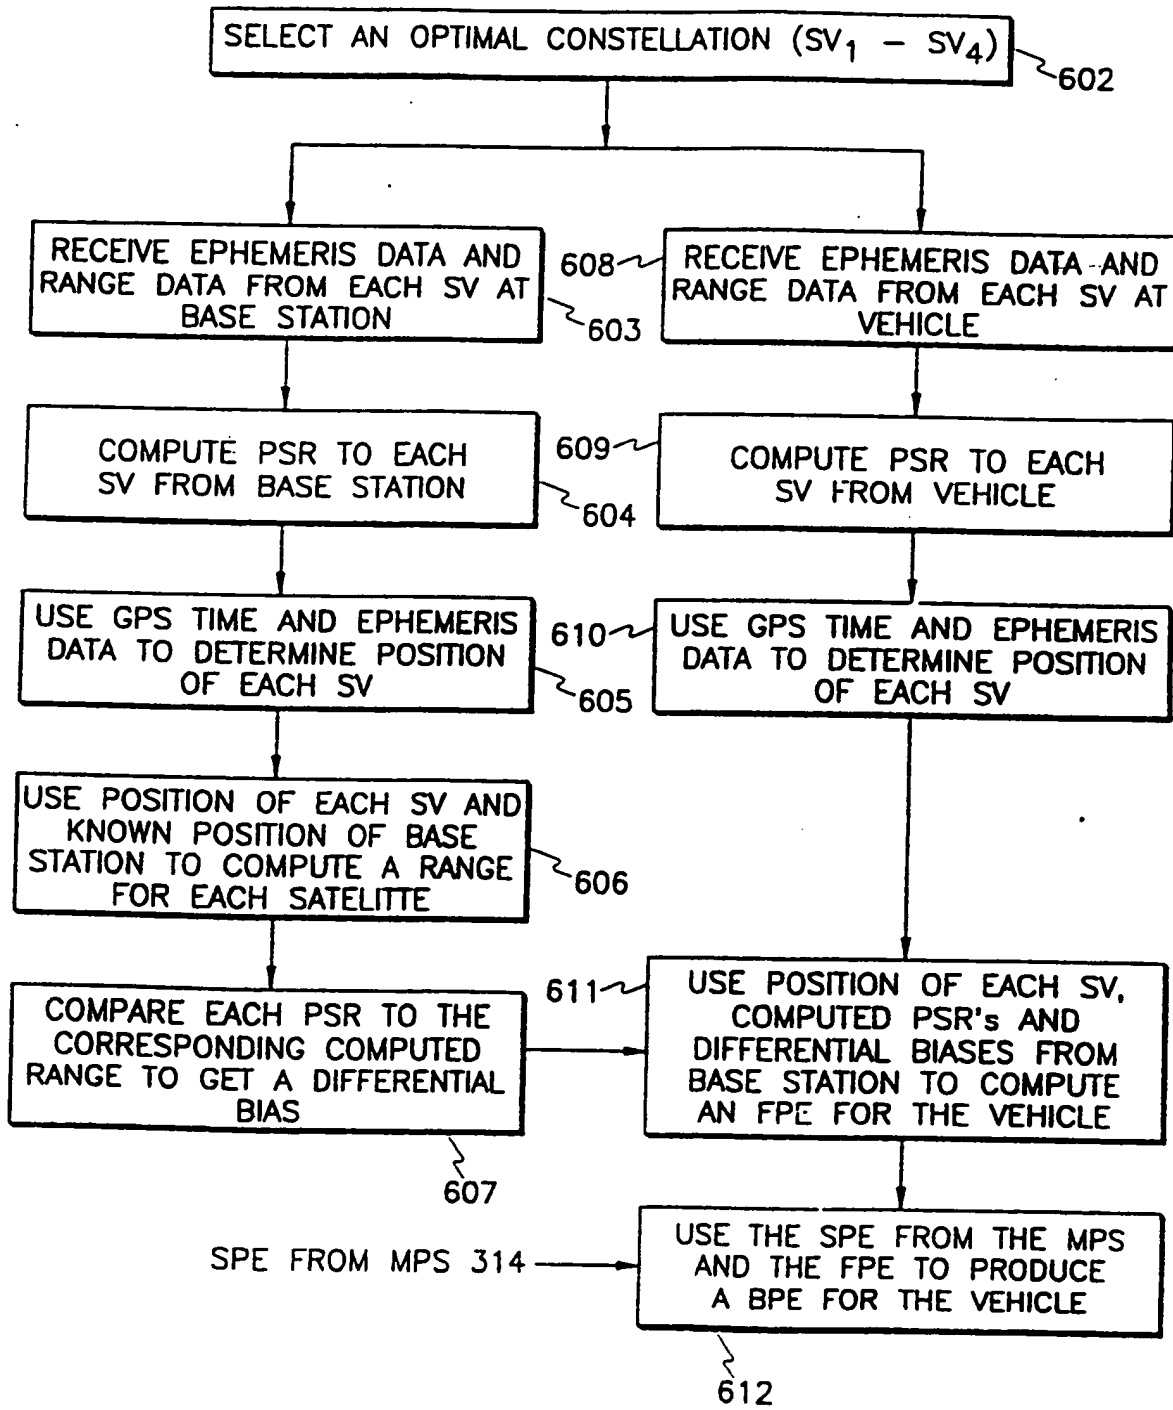 SELECT AN OPTIMAL CONSTELLATION (SV₁ – SV₄)
602
RECEIVE EPHEMERIS DATA AND
RANGE DATA FROM EACH SV AT
BASE STATION
603
608
RECEIVE EPHEMERIS DATA AND
RANGE DATA FROM EACH SV AT
VEHICLE
COMPUTE PSR TO EACH
SV FROM BASE STATION
604
609
COMPUTE PSR TO EACH
SV FROM VEHICLE
USE GPS TIME AND EPHEMERIS
DATA TO DETERMINE POSITION
OF EACH SV
605
610
USE GPS TIME AND EPHEMERIS
DATA TO DETERMINE POSITION
OF EACH SV
USE POSITION OF EACH SV AND
KNOWN POSITION OF BASE
STATION TO COMPUTE A RANGE
FOR EACH SATELITTE
606
COMPARE EACH PSR TO THE
CORRESPONDING COMPUTED
RANGE TO GET A DIFFERENTIAL
BIAS
607
611
USE POSITION OF EACH SV,
COMPUTED PSR's AND
DIFFERENTIAL BIASES FROM
BASE STATION TO COMPUTE
AN FPE FOR THE VEHICLE
SPE FROM MPS 314
USE THE SPE FROM THE MPS
AND THE FPE TO PRODUCE
A BPE FOR THE VEHICLE
612